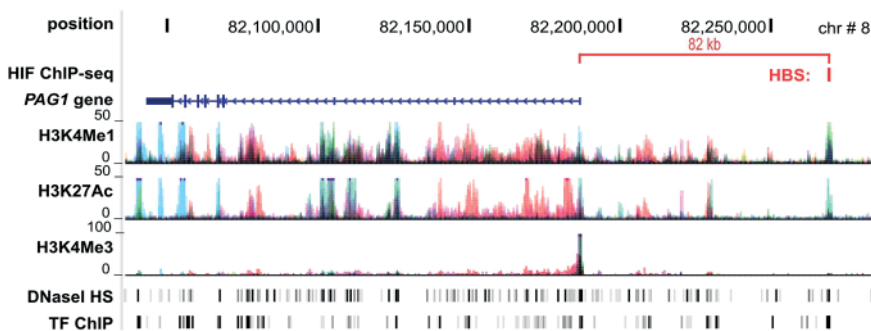 position 82,100,000 82,150,000 82,200,000 82,250,000 chr # 8
82 kb
HIF ChIP-seq HBS:
PAG1 gene
50
H3K4Me1
0
50
H3K27Ac
0
100
H3K4Me3
0
DNaseI HS
TF ChIP